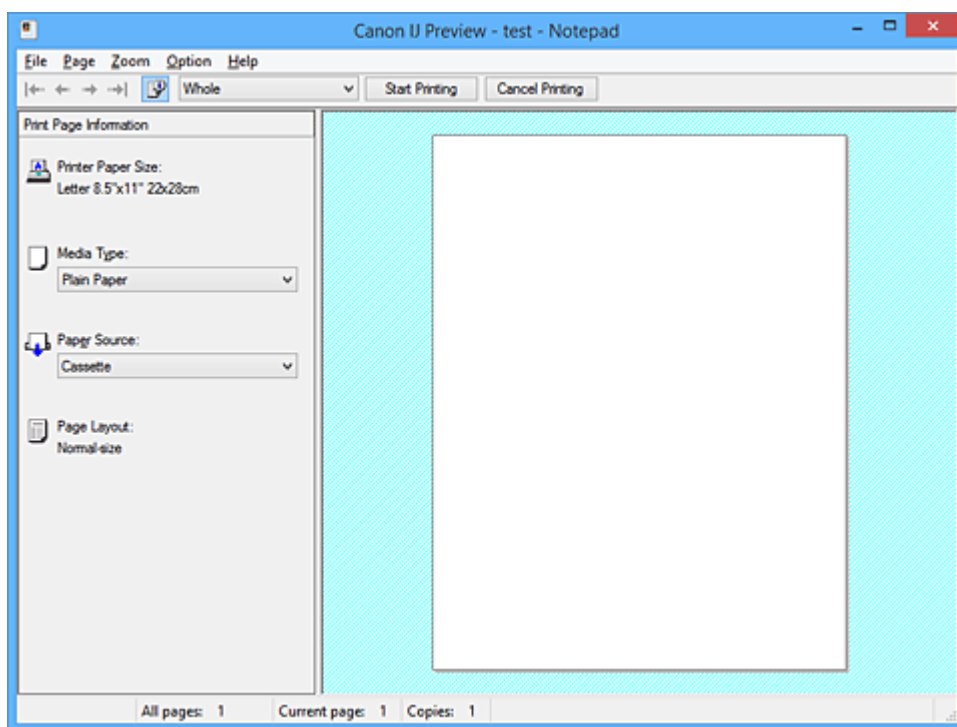 Canon IJ Preview - test - Notepad
File Page Zoom Option Help
Whole Start Printing Cancel Printing
Print Page Information
Printer Paper Size:
Letter 8.5"x11" 22x28cm
Media Type:
Plain Paper
Paper Source:
Cassette
Page Layout:
Normal-size
All pages: 1 Current page: 1 Copies: 1